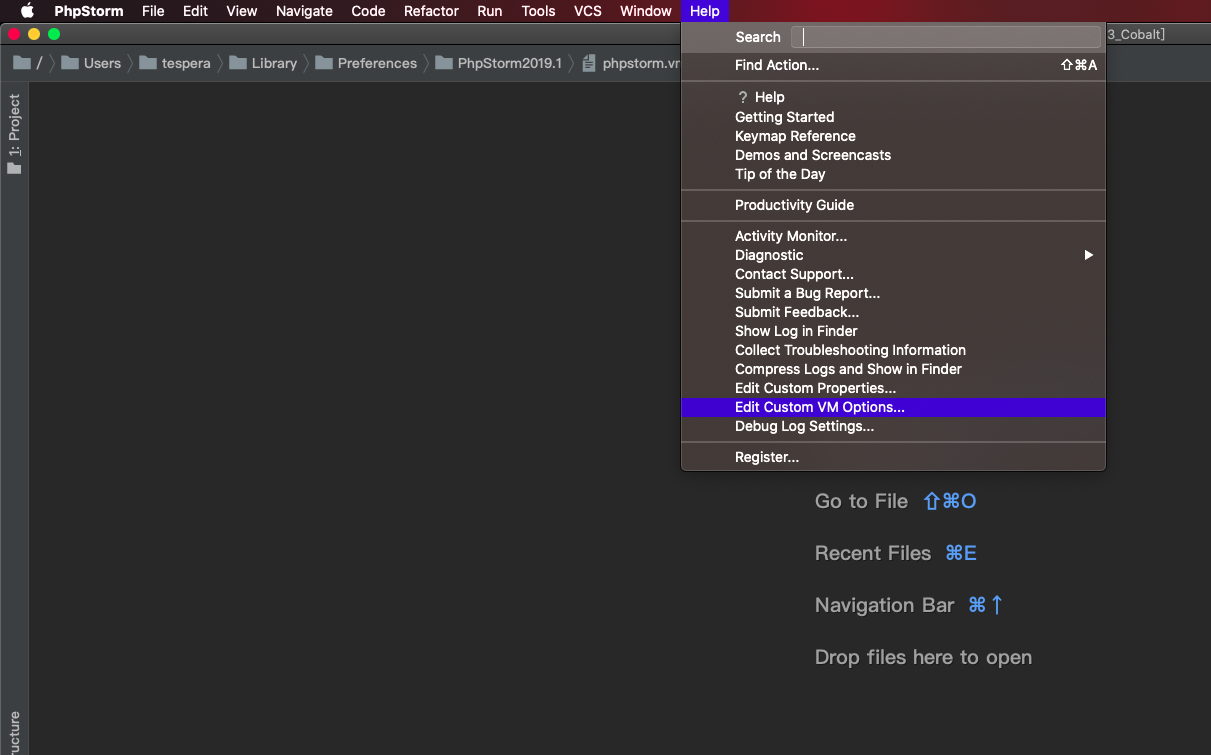 PhpStorm File Edit View Navigate Code Refactor Run Tools VCS Window Help
3_Cobalt]
/ Users tespera Library Preferences PhpStorm2019.1 phpstorm.vr
1: Project
Search
Find Action... ⇧⌘A
? Help
Getting Started
Keymap Reference
Demos and Screencasts
Tip of the Day
Productivity Guide
Activity Monitor...
Diagnostic
Contact Support...
Submit a Bug Report...
Submit Feedback...
Show Log in Finder
Collect Troubleshooting Information
Compress Logs and Show in Finder
Edit Custom Properties...
Edit Custom VM Options...
Debug Log Settings...
Register...
Go to File ⇧⌘O
Recent Files ⌘E
Navigation Bar ⌘↑
Drop files here to open
ucture